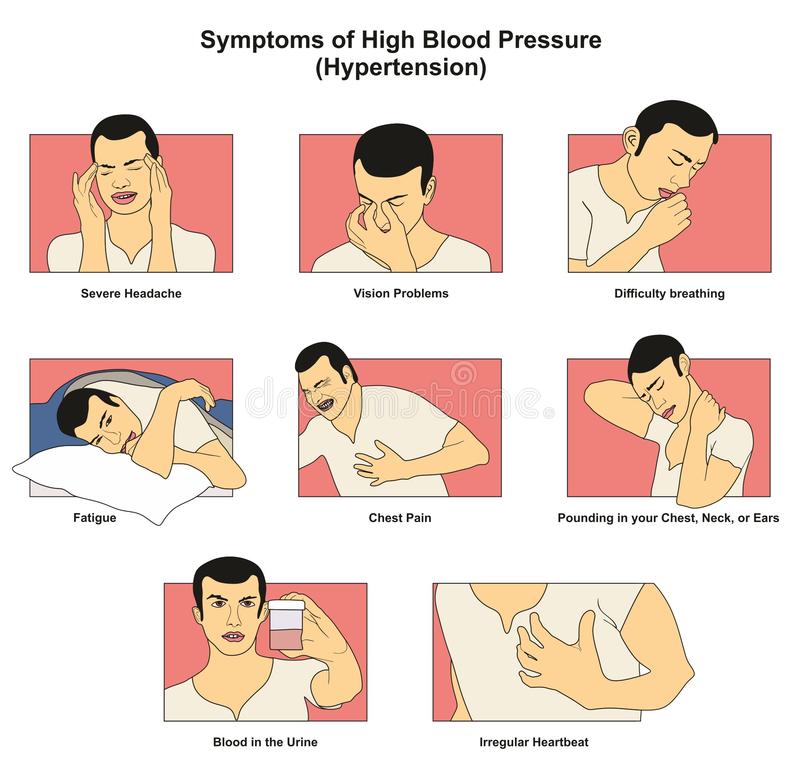 Symptoms of High Blood Pressure
(Hypertension)
Severe Headache
Vision Problems
Difficulty breathing
Fatigue
Chest Pain
Pounding in your Chest, Neck, or Ears
Blood in the Urine
Irregular Heartbeat
dreamstime